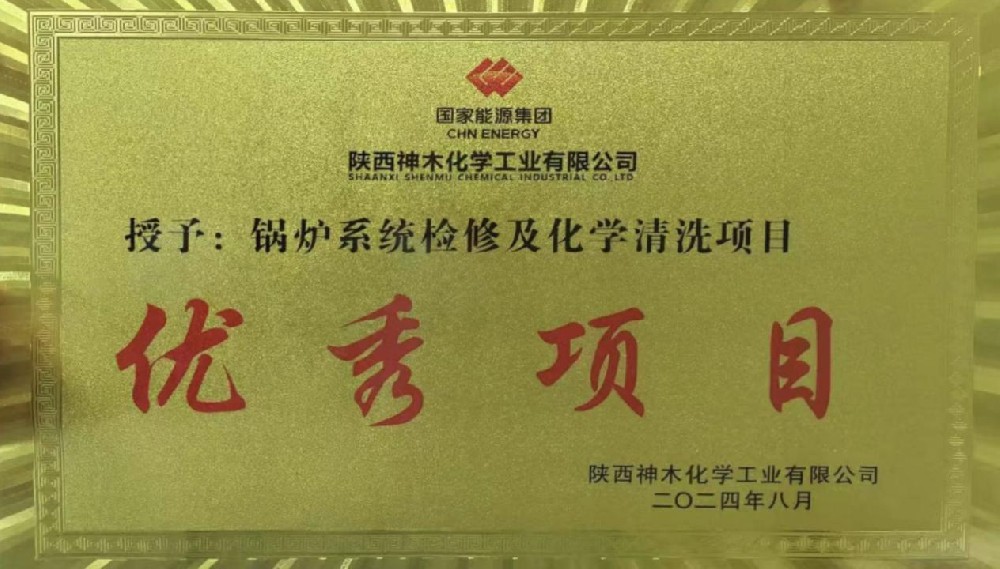 国家能源集团
CHN ENERGY
陕西神木化学工业有限公司
SHAANXI SHENMU CHEMICAL INDUSTRIAL CO.,LTD
授予：锅炉系统检修及化学清洗项目
优秀项目
陕西神木化学工业有限公司
二〇二四年八月